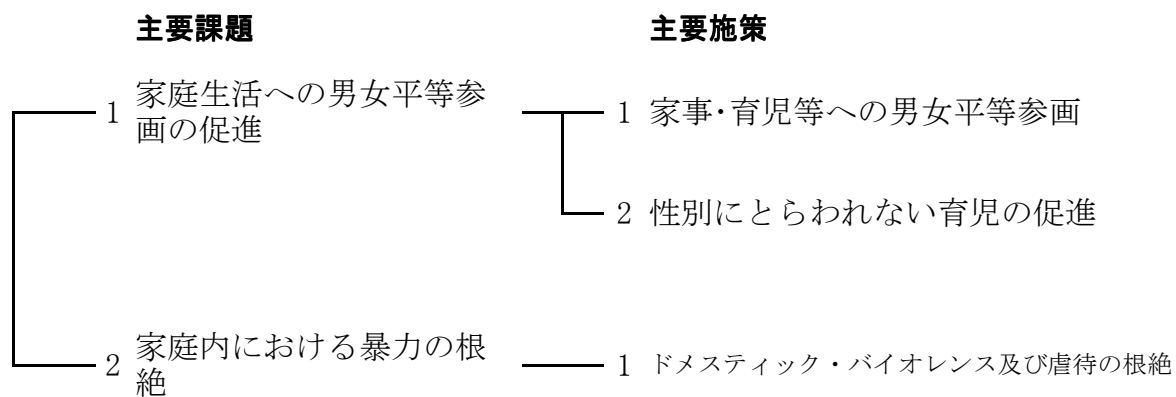 主要課題
主要施策
1 家庭生活への男女平等参
画の促進
1 家事・育児等への男女平等参画
2 性別にとらわれない育児の促進
2 家庭内における暴力の根
絶
1 ドメスティック・バイオレンス及び虐待の根絶